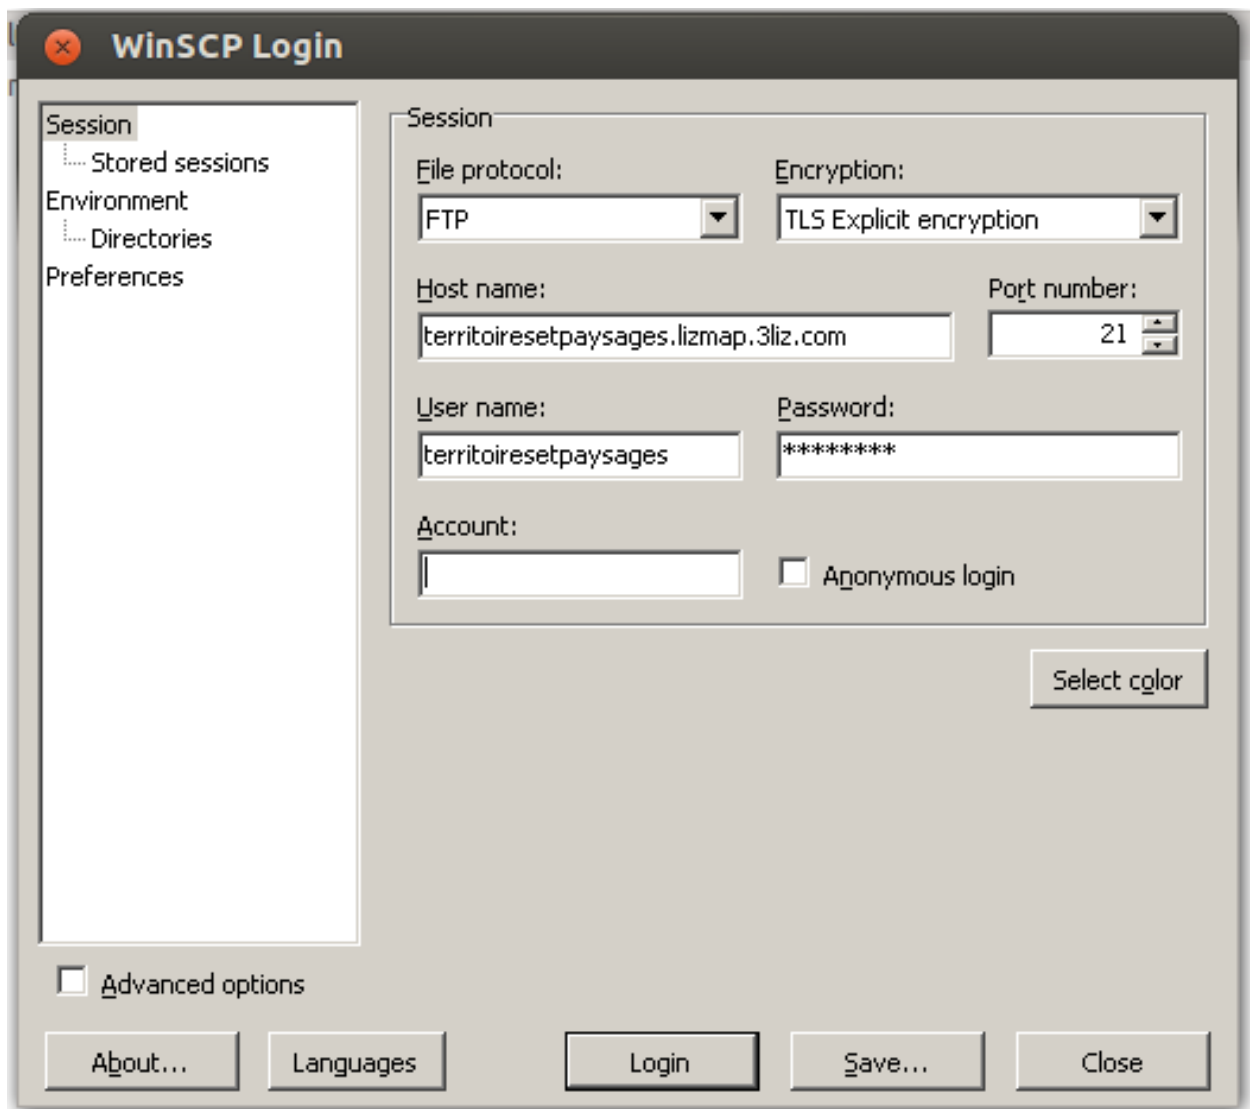 WinSCP Login
Session
Stored sessions
Environment
Directories
Preferences
Session
File protocol:
Encryption:
FTP
TLS Explicit encryption
Host name:
Port number:
territoiresetpaysages.lizmap.3liz.com
21
User name:
Password:
territoiresetpaysages
********
Account:
Anonymous login
Select color
Advanced options
About...
Languages
Login
Save...
Close